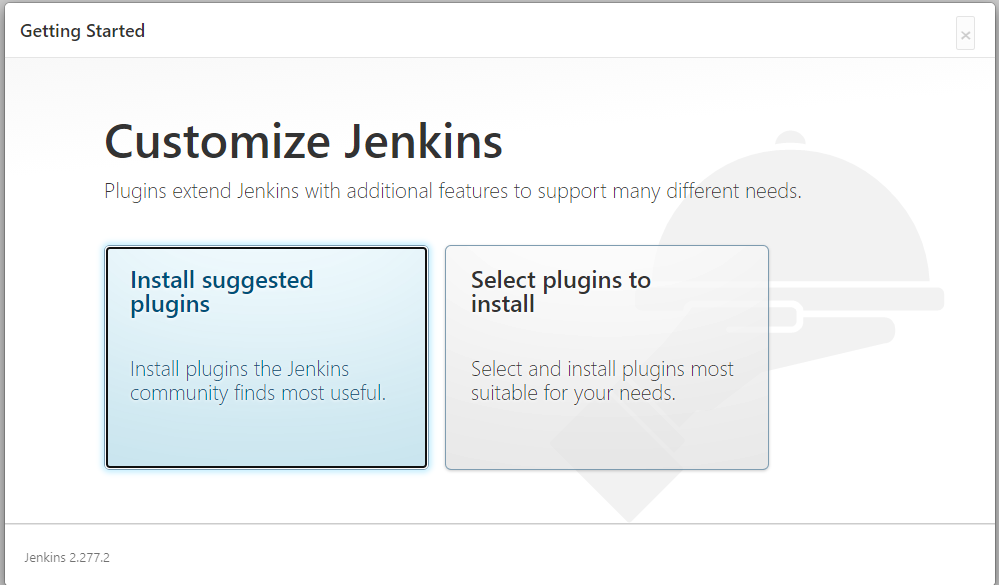 Getting Started
×
Customize Jenkins
Plugins extend Jenkins with additional features to support many different needs.
Install suggested
plugins
Install plugins the Jenkins
community finds most useful.
Select plugins to
install
Select and install plugins most
suitable for your needs.
Jenkins 2.277.2